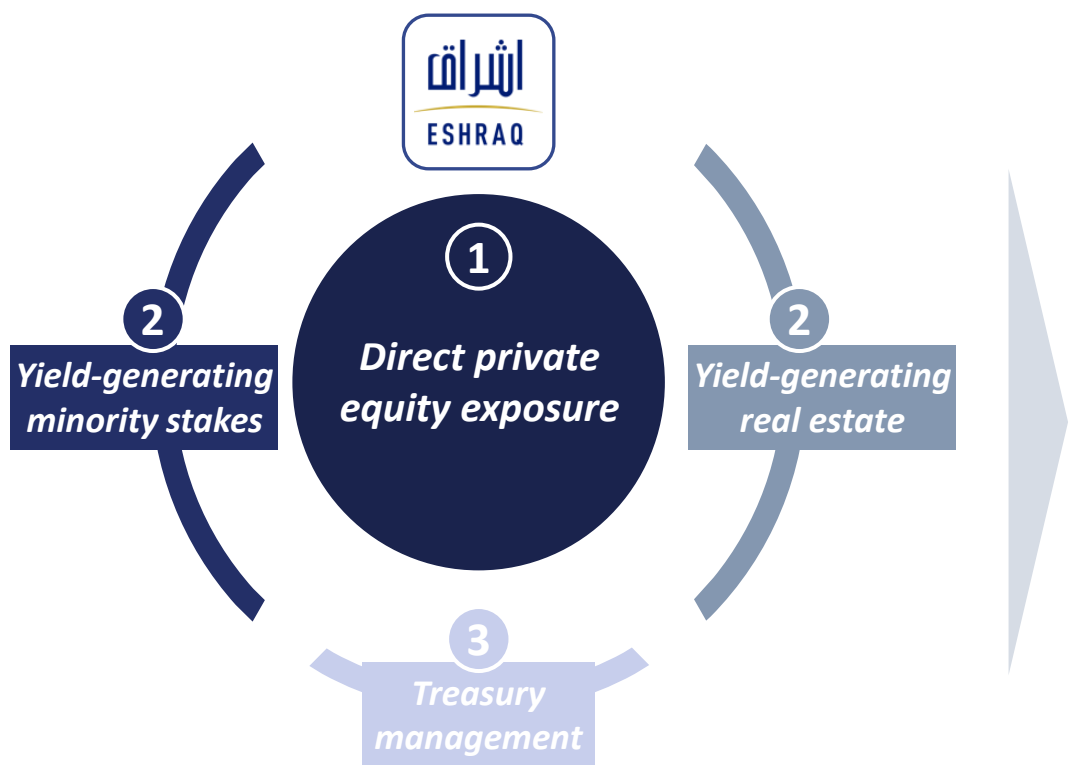 اشراق
ESHRAQ
1
Direct private
equity exposure
2
Yield-generating
minority stakes
2
Yield-generating
real estate
3
Treasury
management